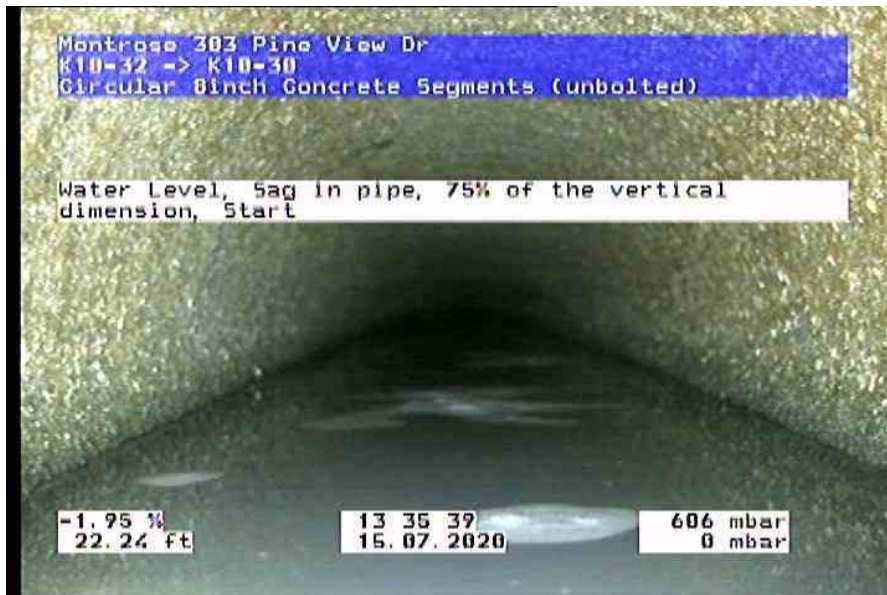 Montrose 303 Pine View Dr
K10-32 -> K10-30
Circular 8inch Concrete Segments (unbolted)
Water Level, Sag in pipe, 75% of the vertical
dimension, Start
-1.95 %
22.24 ft
13 35 39
15.07.2020
606 mbar
0 mbar